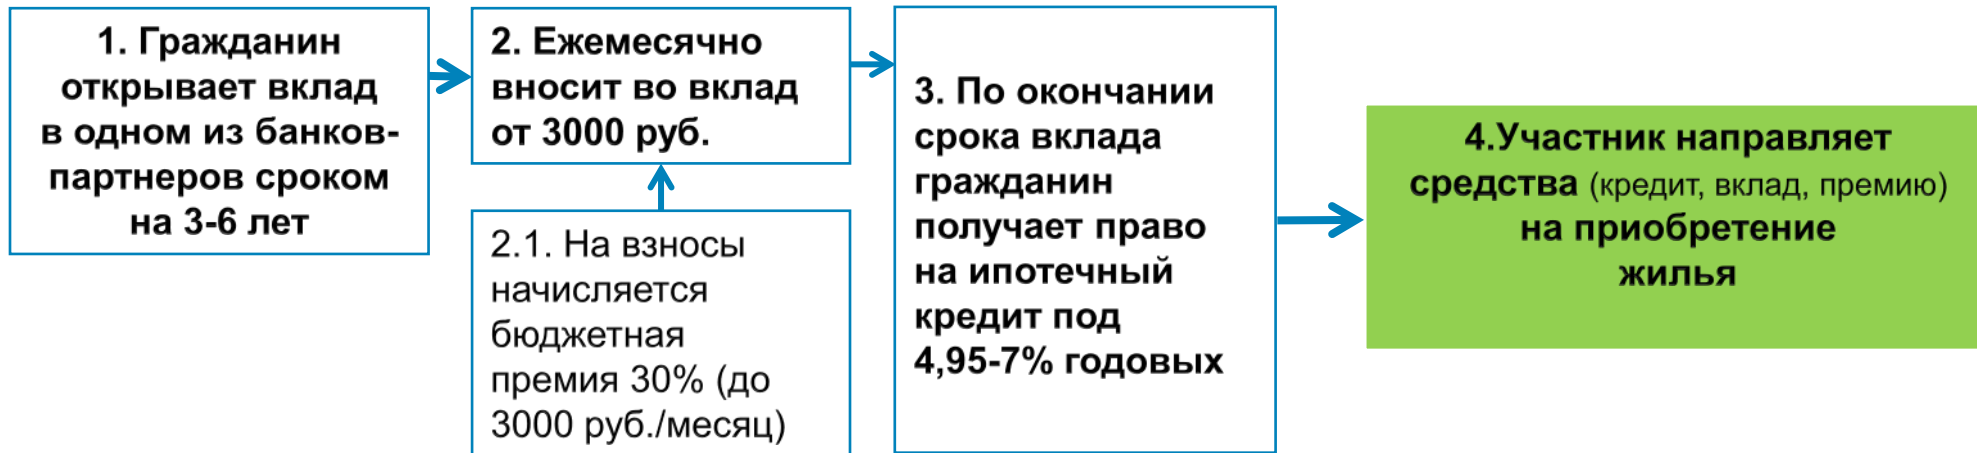 1. Гражданин
открывает вклад
в одном из банков-
партнеров сроком
на 3-6 лет
2. Ежемесячно
вносит во вклад
от 3000 руб.
2.1. На взносы
начисляется
бюджетная
премия 30% (до
3000 руб./месяц)
3. По окончании
срока вклада
гражданин
получает право
на ипотечный
кредит под
4,95-7% годовых
4.Участник направляет
средства (кредит, вклад, премию)
на приобретение
жилья